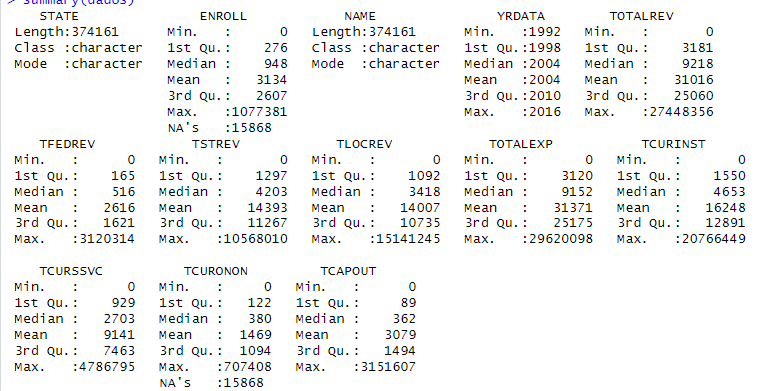 > summary(dados)
    STATE               ENROLL            NAME               YRDATA        TOTALREV
 Length:374161      Min.   :      0   Length:374161      Min.   :1992   Min.   :       0
 Class :character   1st Qu.:    276   Class :character   1st Qu.:1998   1st Qu.:    3181
 Mode  :character   Median :    948   Mode  :character   Median :2004   Median :    9218
                    Mean   :   3134                      Mean   :2004   Mean   :   31016
                    3rd Qu.:   2607                      3rd Qu.:2010   3rd Qu.:   25060
                    Max.   :1077381                      Max.   :2016   Max.   :27448356
                    NA's   :15868
    TFEDREV            TSTREV            TLOCREV            TOTALEXP           TCURINST
 Min.   :      0   Min.   :       0   Min.   :       0   Min.   :       0   Min.   :       0
 1st Qu.:    165   1st Qu.:    1297   1st Qu.:    1092   1st Qu.:    3120   1st Qu.:    1550
 Median :    516   Median :    4203   Median :    3418   Median :    9152   Median :    4653
 Mean   :   2616   Mean   :   14393   Mean   :   14007   Mean   :   31371   Mean   :   16248
 3rd Qu.:   1621   3rd Qu.:   11267   3rd Qu.:   10735   3rd Qu.:   25175   3rd Qu.:   12891
 Max.   :3120314   Max.   :10568010   Max.   :15141245   Max.   :29620098   Max.   :20766449
    TCURSSVC          TCURONON         TCAPOUT
 Min.   :      0   Min.   :     0   Min.   :      0
 1st Qu.:    929   1st Qu.:   122   1st Qu.:     89
 Median :   2703   Median :   380   Median :    362
 Mean   :   9141   Mean   :  1469   Mean   :   3079
 3rd Qu.:   7463   3rd Qu.:  1094   3rd Qu.:   1494
 Max.   :4786795   Max.   :707408   Max.   :3151607
                   NA's   :15868